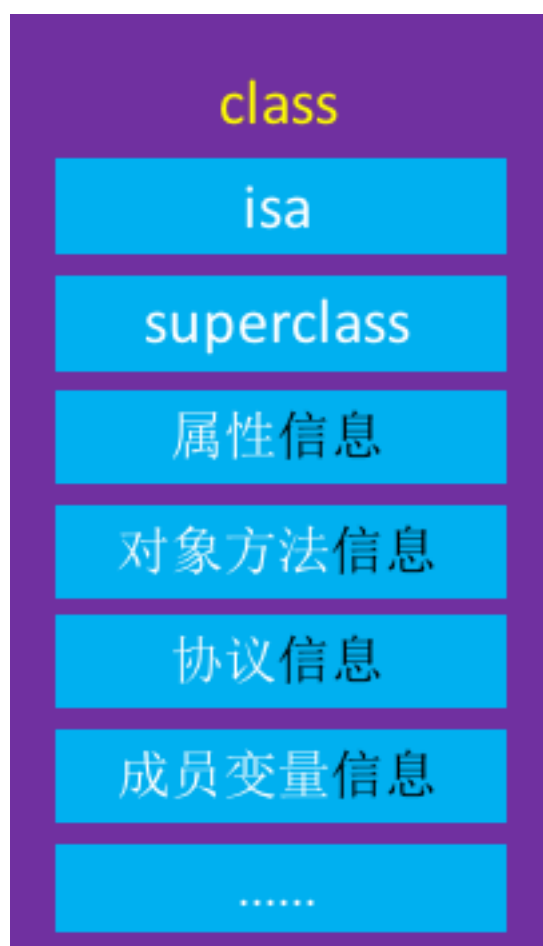 class
isa
superclass
属性信息
对象方法信息
协议信息
成员变量信息
......